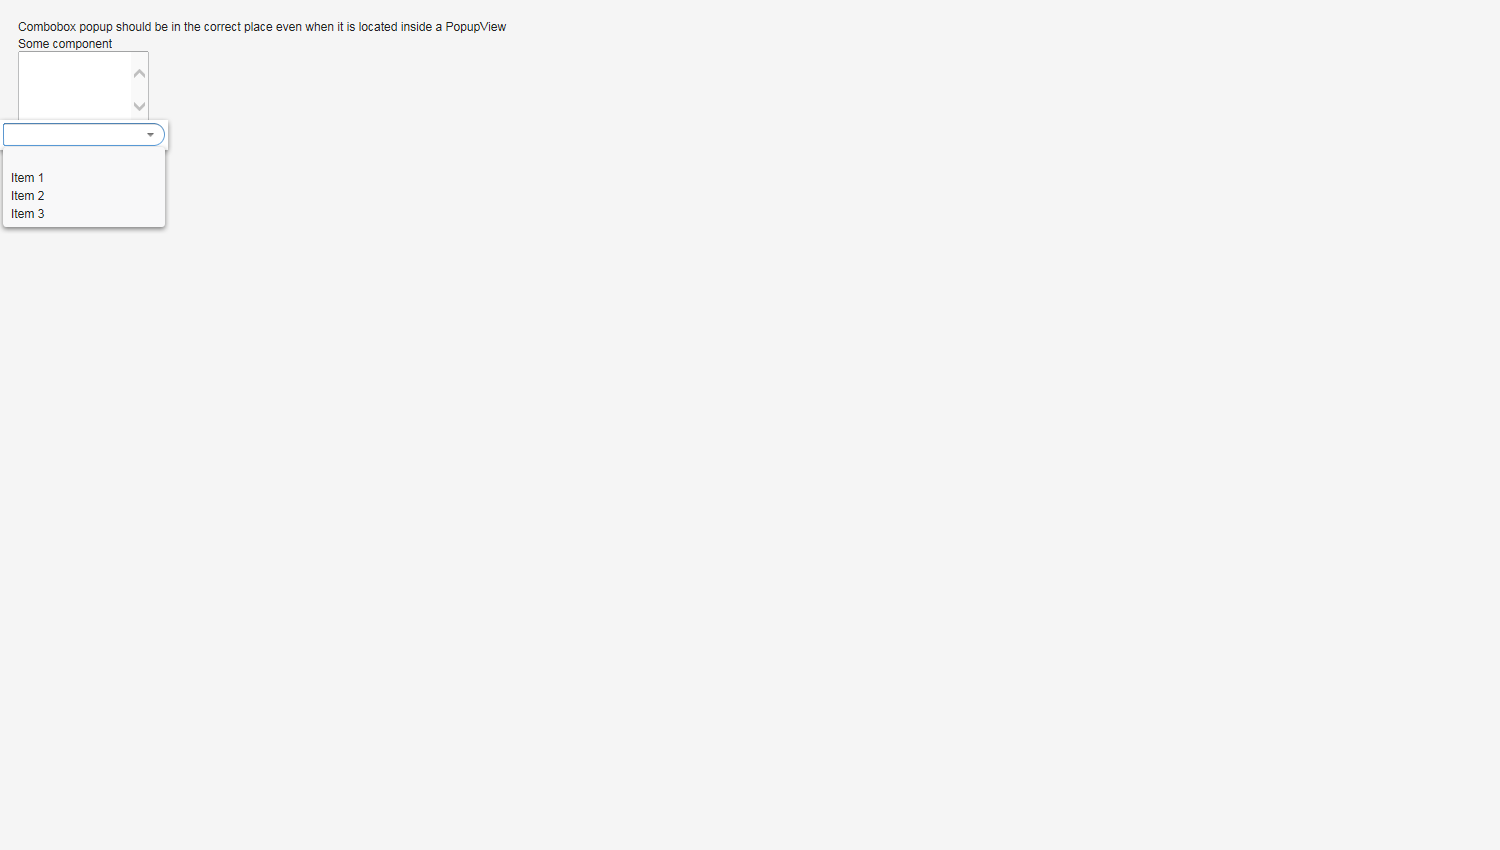 Combobox popup should be in the correct place even when it is located inside a PopupView
Some component
Item 1
Item 2
Item 3